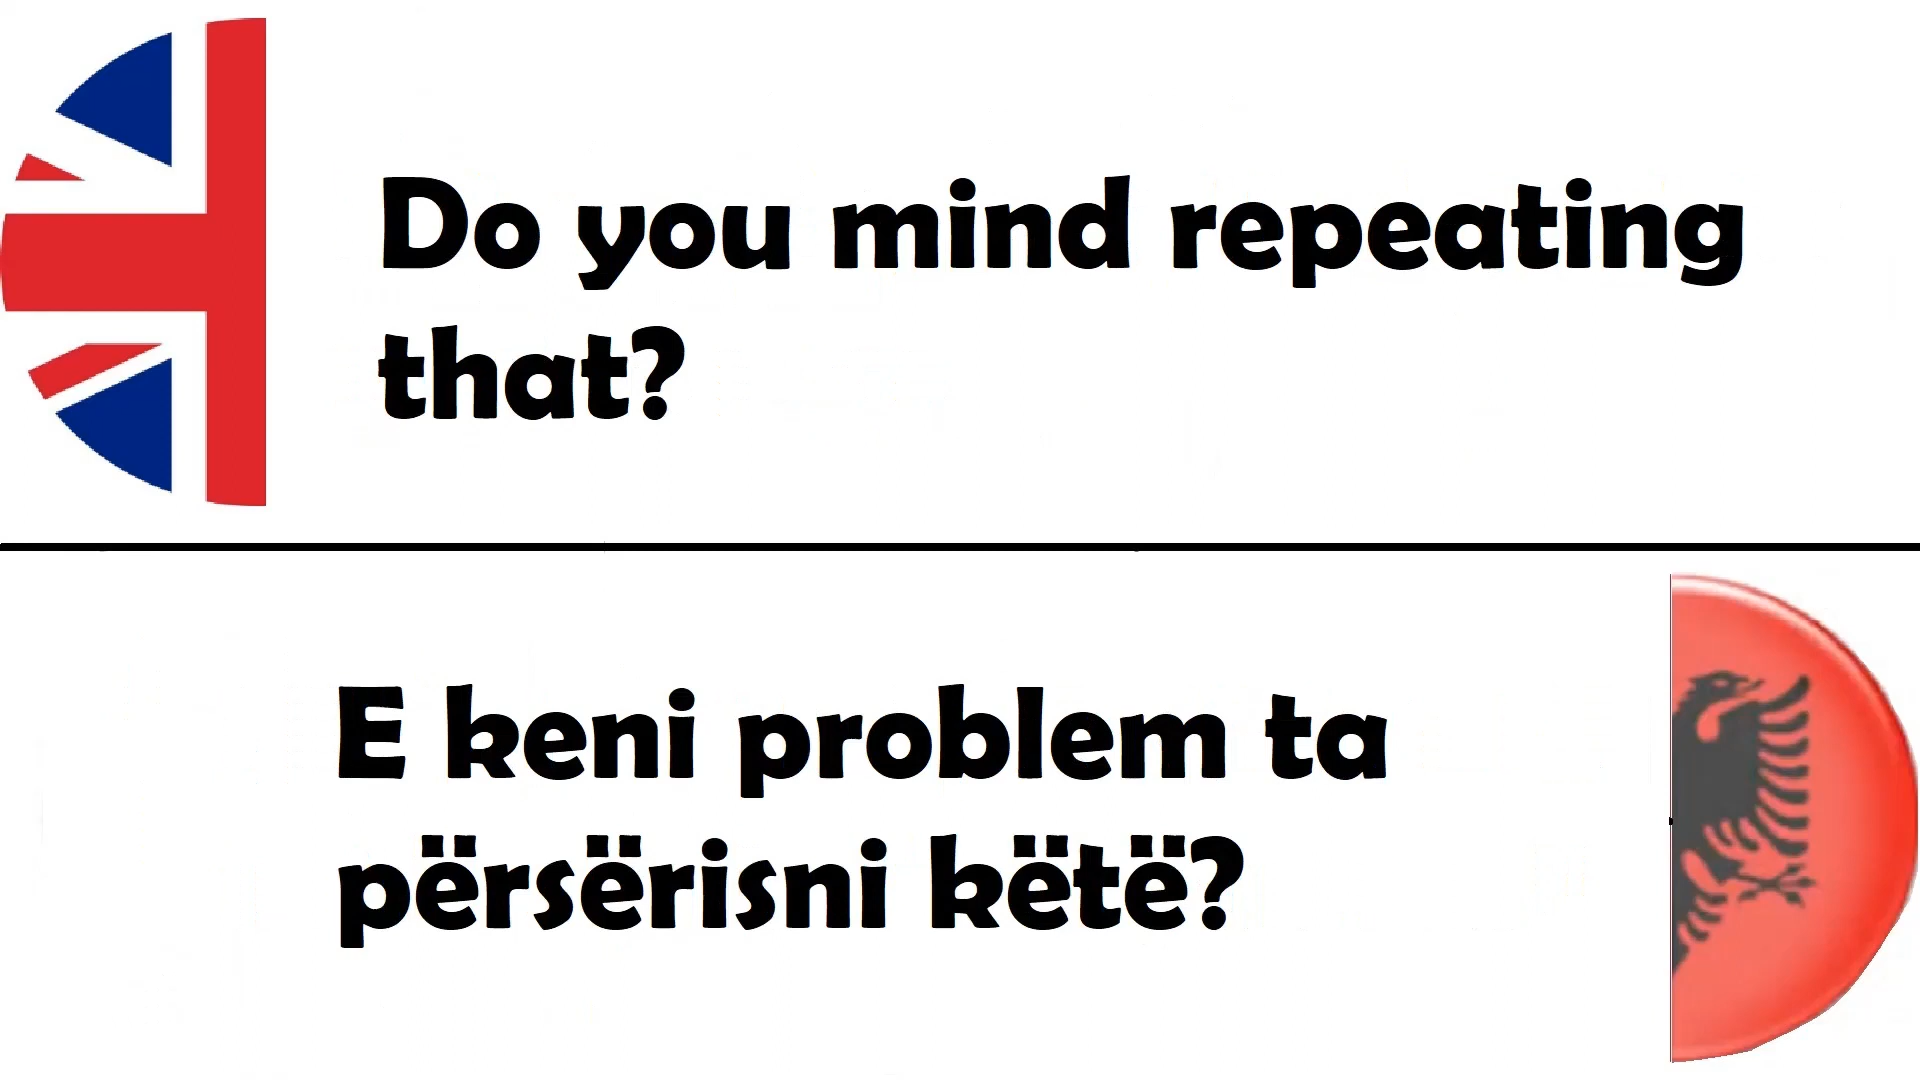 Do you mind repeating
that?
E keni problem ta
përsërisni këtë?